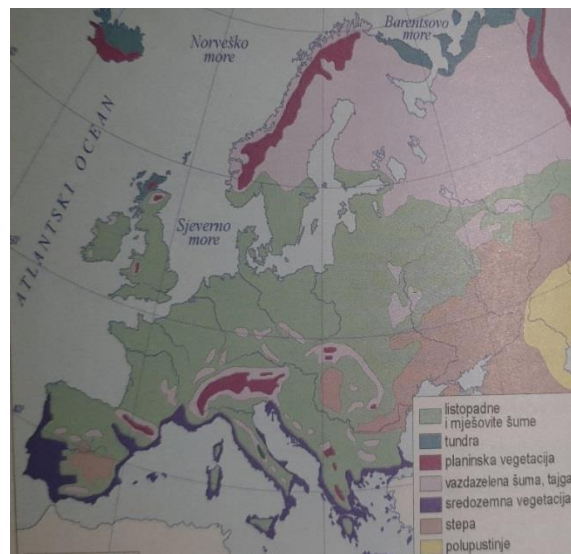 Norveško
more
Barentsovo
more
ATLANTSKI OCEAN
Sjeverno
more
listopadne
i mješovite šume
tundra
planinska vegetacija
vazdazelena šuma, tajga
sredozemna vegetacija
stepa
polupustinje